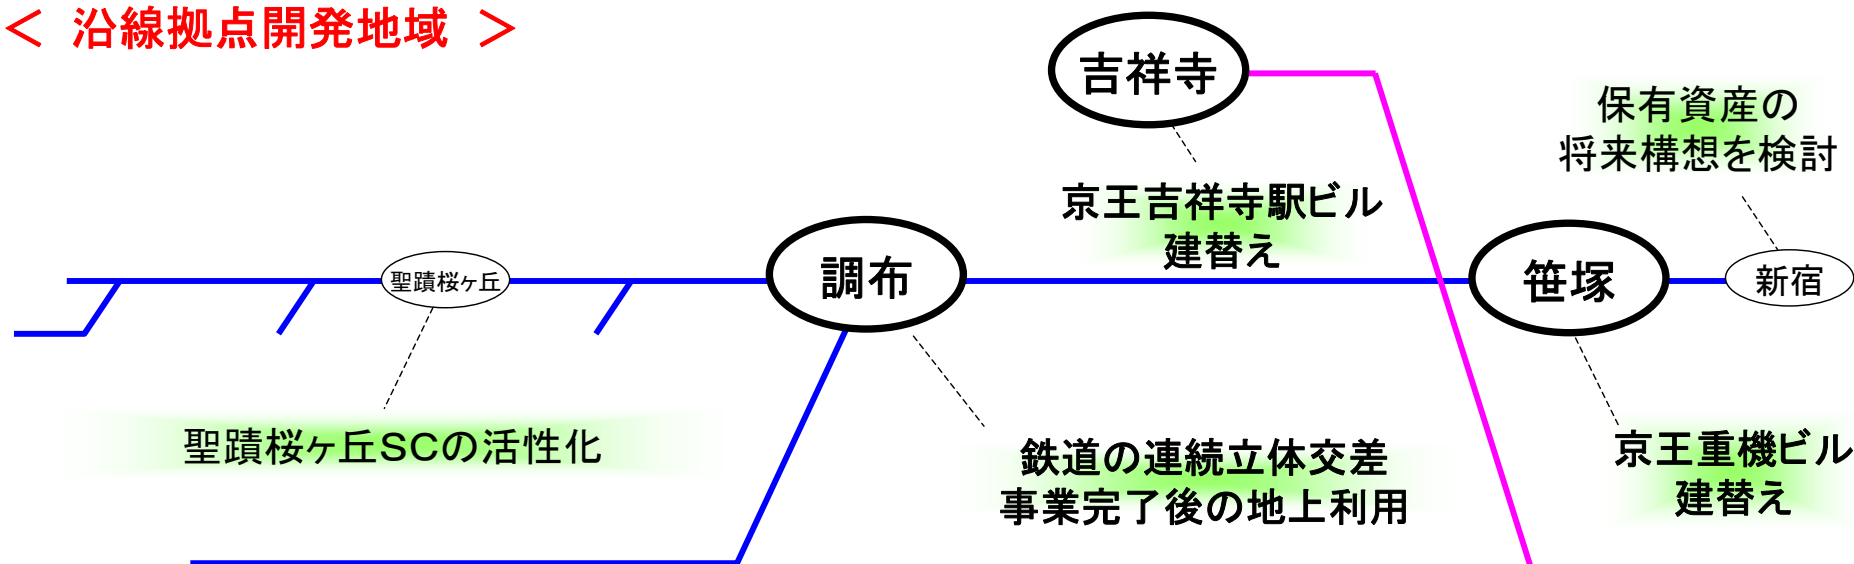 ＜ 沿線拠点開発地域 ＞
吉祥寺
保有資産の
将来構想を検討
京王吉祥寺駅ビル
建替え
聖蹟桜ヶ丘
調布
笹塚
新宿
聖蹟桜ヶ丘SCの活性化
鉄道の連続立体交差
事業完了後の地上利用
京王重機ビル
建替え